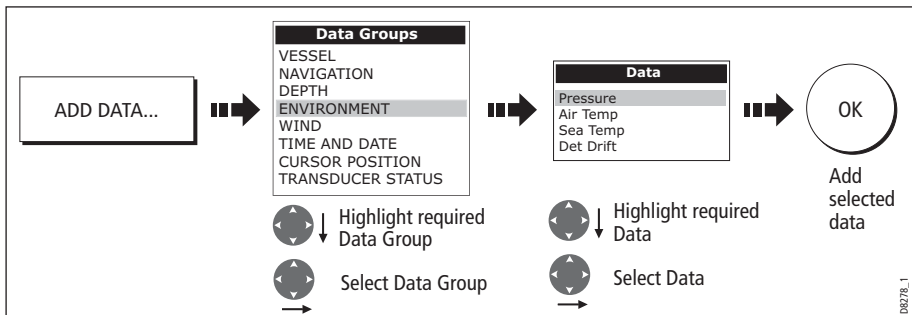 ADD DATA...
Data Groups
VESSEL
NAVIGATION
DEPTH
ENVIRONMENT
WIND
TIME AND DATE
CURSOR POSITION
TRANSDUCER STATUS
Highlight required
Data Group
Select Data Group
Data
Pressure
Air Temp
Sea Temp
Det Drift
Highlight required
Data
Select Data
OK
Add
selected
data
D8278_1